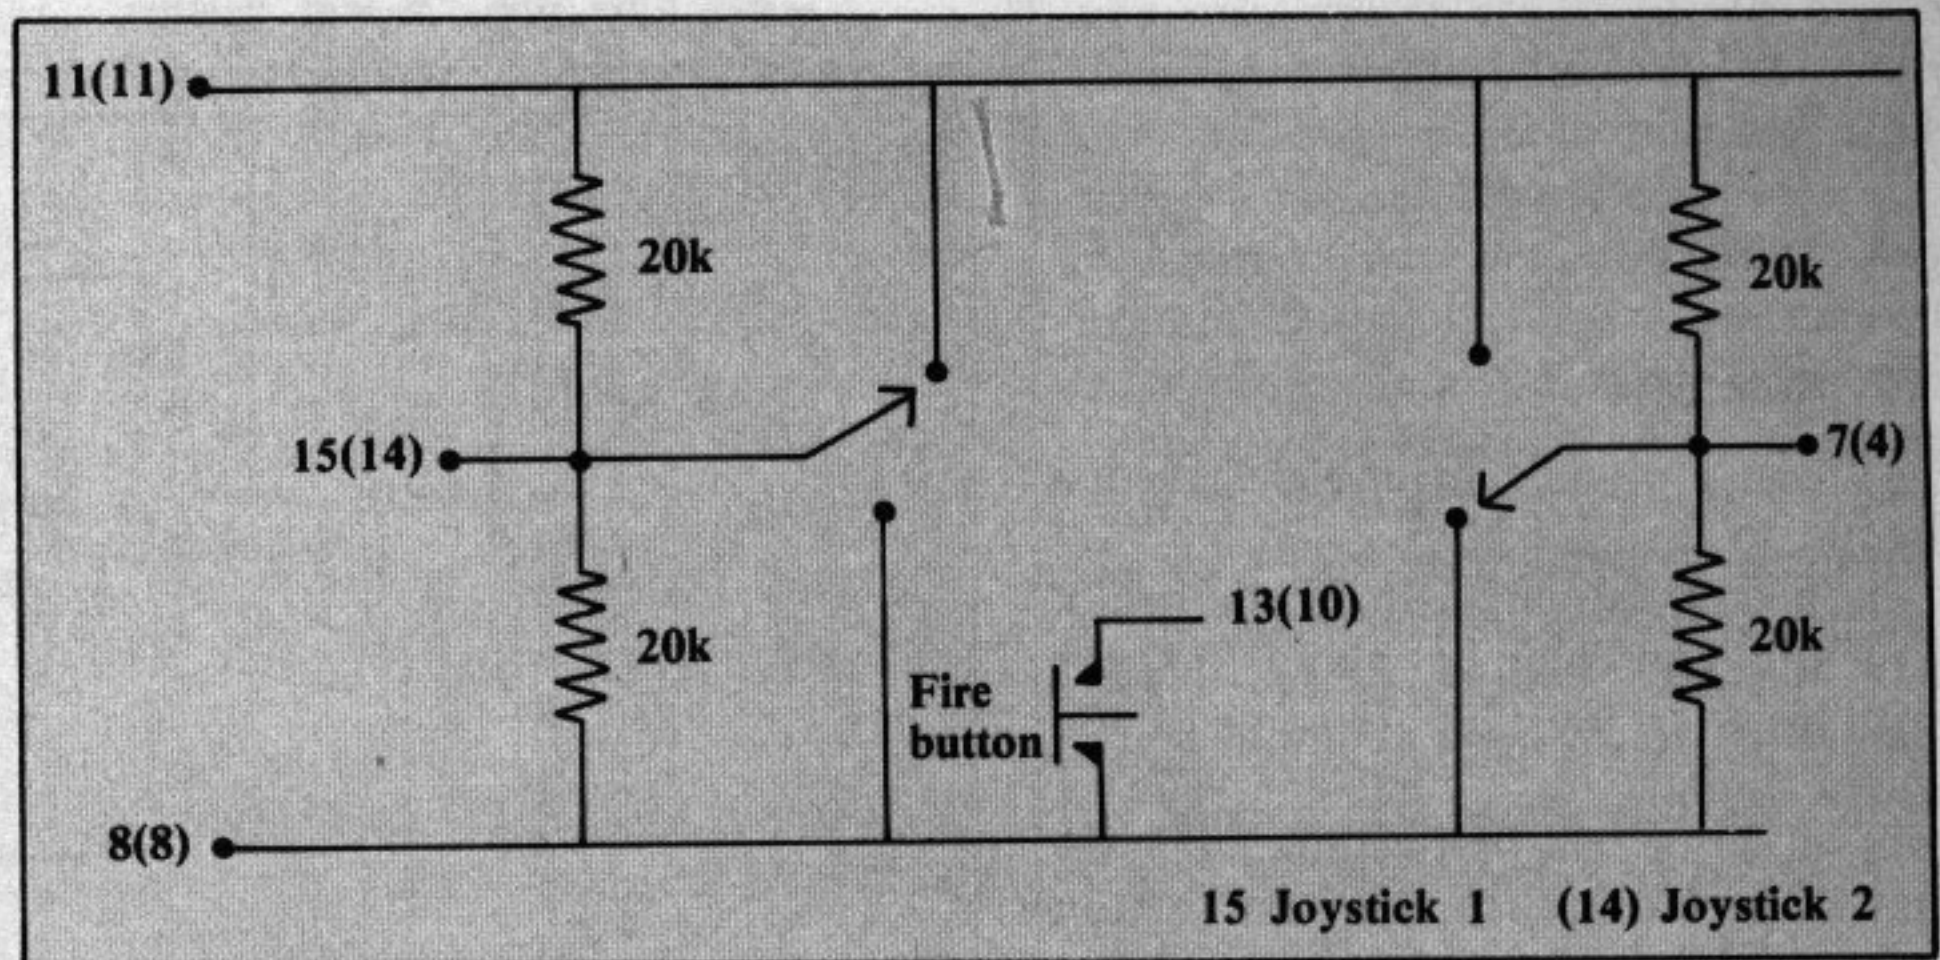 11(11)
20k
20k
15(14)
7(4)
13(10)
20k
20k
Fire
button
8(8)
15 Joystick 1 (14) Joystick 2